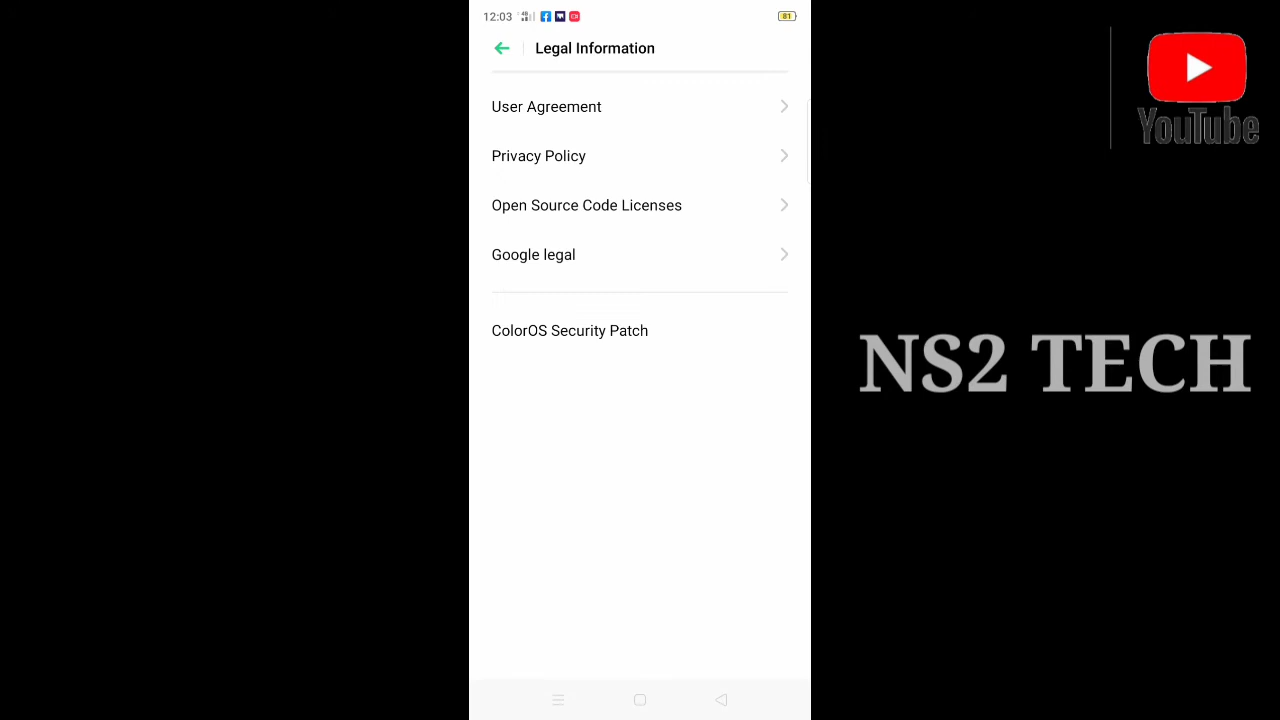 12:03
81
Legal Information
User Agreement
Privacy Policy
Open Source Code Licenses
Google legal
ColorOS Security Patch
YouTube
NS2 TECH